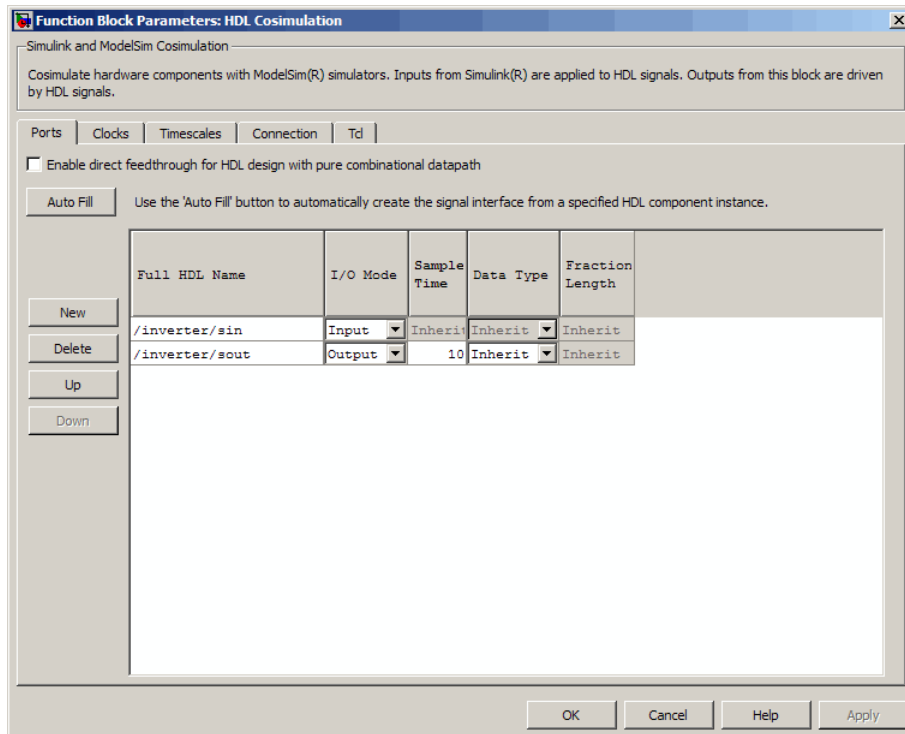 Function Block Parameters: HDL Cosimulation
Simulink and ModelSim Cosimulation
Cosimulate hardware components with ModelSim(R) simulators. Inputs from Simulink(R) are applied to HDL signals. Outputs from this block are driven
by HDL signals.
Ports Clocks Timescales Connection Tcl
Enable direct feedthrough for HDL design with pure combinational datapath
Auto Fill Use the 'Auto Fill' button to automatically create the signal interface from a specified HDL component instance.
Full HDL Name I/O Mode Sample Time Data Type Fraction Length
New
/inverter/sin Input Inherit Inherit Inherit
Delete
/inverter/sout Output 10 Inherit Inherit
Up
Down
OK Cancel Help Apply